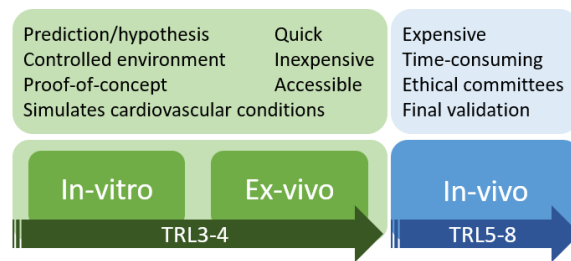 Prediction/hypothesis Quick
Controlled environment Inexpensive
Proof-of-concept Accessible
Simulates cardiovascular conditions
Expensive
Time-consuming
Ethical committees
Final validation
In-vitro Ex-vivo In-vivo
TRL3-4 TRL5-8